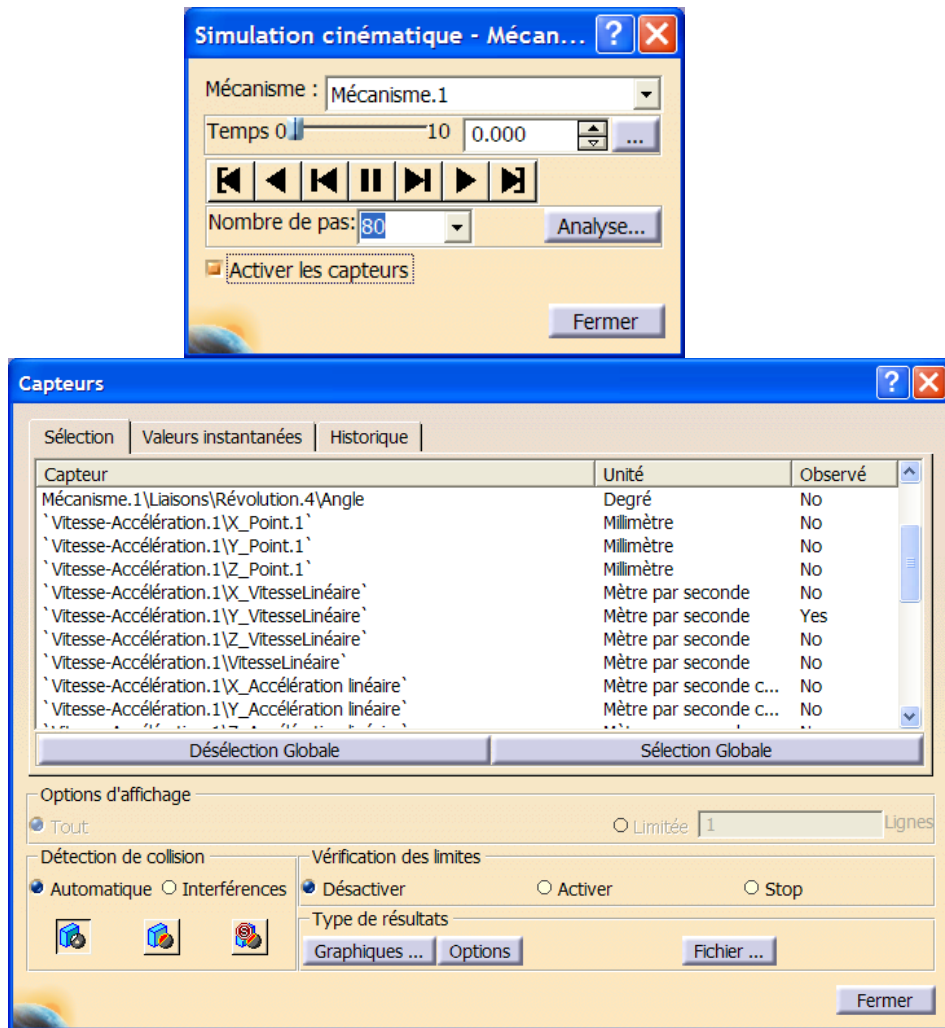 Simulation cinématique - Mécan...
Mécanisme : Mécanisme.1
Temps 0 10 0.000 ...
Nombre de pas: 80 Analyse...
Activer les capteurs
Fermer
Capteurs
Sélection Valeurs instantanées Historique
Capteur Unité Observé
Mécanisme.1\Liaisons\Révolution.4\Angle Degré No
`Vitesse-Accélération.1\X_Point.1` Millimètre No
`Vitesse-Accélération.1\Y_Point.1` Millimètre No
`Vitesse-Accélération.1\Z_Point.1` Millimètre No
`Vitesse-Accélération.1\X_VitesseLinéaire` Mètre par seconde No
`Vitesse-Accélération.1\Y_VitesseLinéaire` Mètre par seconde Yes
`Vitesse-Accélération.1\Z_VitesseLinéaire` Mètre par seconde No
`Vitesse-Accélération.1\VitesseLinéaire` Mètre par seconde No
`Vitesse-Accélération.1\X_Accélération linéaire` Mètre par seconde c... No
`Vitesse-Accélération.1\Y_Accélération linéaire` Mètre par seconde c... No
Désélection Globale Sélection Globale
Options d'affichage
Tout Limitée 1 Lignes
Détection de collision Vérification des limites
Automatique Interférences Désactiver Activer Stop
Type de résultats
Graphiques ... Options Fichier ...
Fermer